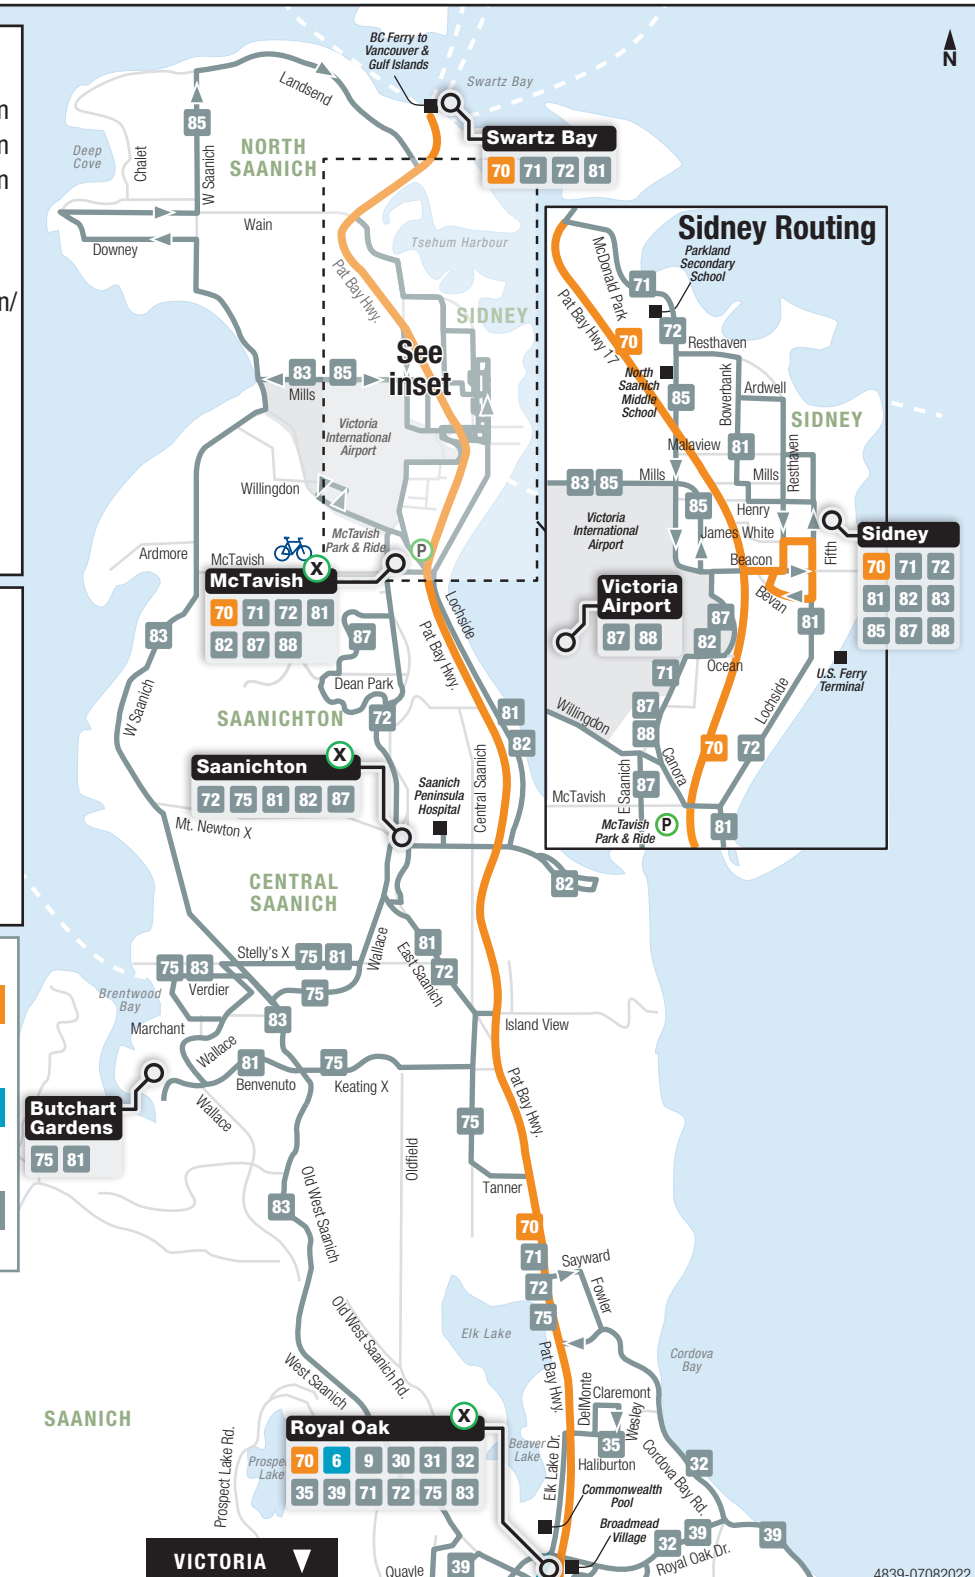 N
BC Ferry to
Vancouver &
Gulf Islands
Swartz Bay
Landsend
Swartz Bay
70 71 72 81
85
Deep
Cove
Chalet
W Saanich
NORTH
SAANICH
Wain
Downey
Tsehum Harbour
Pat Bay Hwy.
SIDNEY
See
inset
83 85
Mills
Victoria
International
Airport
Willingdon
McTavish
Park & Ride
P
Ardmore
McTavish
X
McTavish
70 71 72 81
82 87 88
83
W Saanich
87
Dean Park
Lochside
Pat Bay Hwy.
SAANICHTON
72
81
82
Saanichton
X
72 75 81 82 87
Saanich
Peninsula
Hospital
Central Saanich
Mt. Newton X
82
CENTRAL
SAANICH
Sidney Routing
Parkland
Secondary
School
McDonald Park
71
Pat Bay Hwy 17
70
72
Resthaven
North
Saanich
Middle
School
85
Bowerbank
Ardwell
SIDNEY
Malaview
81
Resthaven
83 85
Mills
Mills
85
Henry
Victoria
International
Airport
James White
Beacon
Fifth
Bevan
Sidney
70 71 72
81 82 83
85 87 88
Victoria
Airport
87 88
87
82
81
Ocean
71
U.S. Ferry
Terminal
Lochside
Willingdon
87
88
70
72
Canora
E Saanich
87
McTavish
McTavish
Park & Ride
P
81
Stelly's X
75 81
Wallace
81
East Saanich
72
75 83
Verdier
75
Brentwood
Bay
Marchant
83
Island View
Wallace
81
Benvenuto
75
Keating X
Pat Bay Hwy.
Butchart
Gardens
75 81
Wallace
75
Oldfield
Tanner
83
Old West Saanich
70
71
72
75
Sayward
Fowler
Elk Lake
Old West Saanich Rd.
West Saanich
Pat Bay Hwy.
Cordova
Bay
SAANICH
DelMonte
Claremont
Wesley
35
Haliburton
Royal Oak
X
70 6 9 30 31 32
35 39 71 72 75 83
Beaver
Lake
Elk Lake Dr.
Cordova Bay Rd.
32
Prospect Lake Rd.
Commonwealth
Pool
Broadmead
Village
32
39
39
Royal Oak Dr.
VICTORIA
Quayle
39
4839-07082022